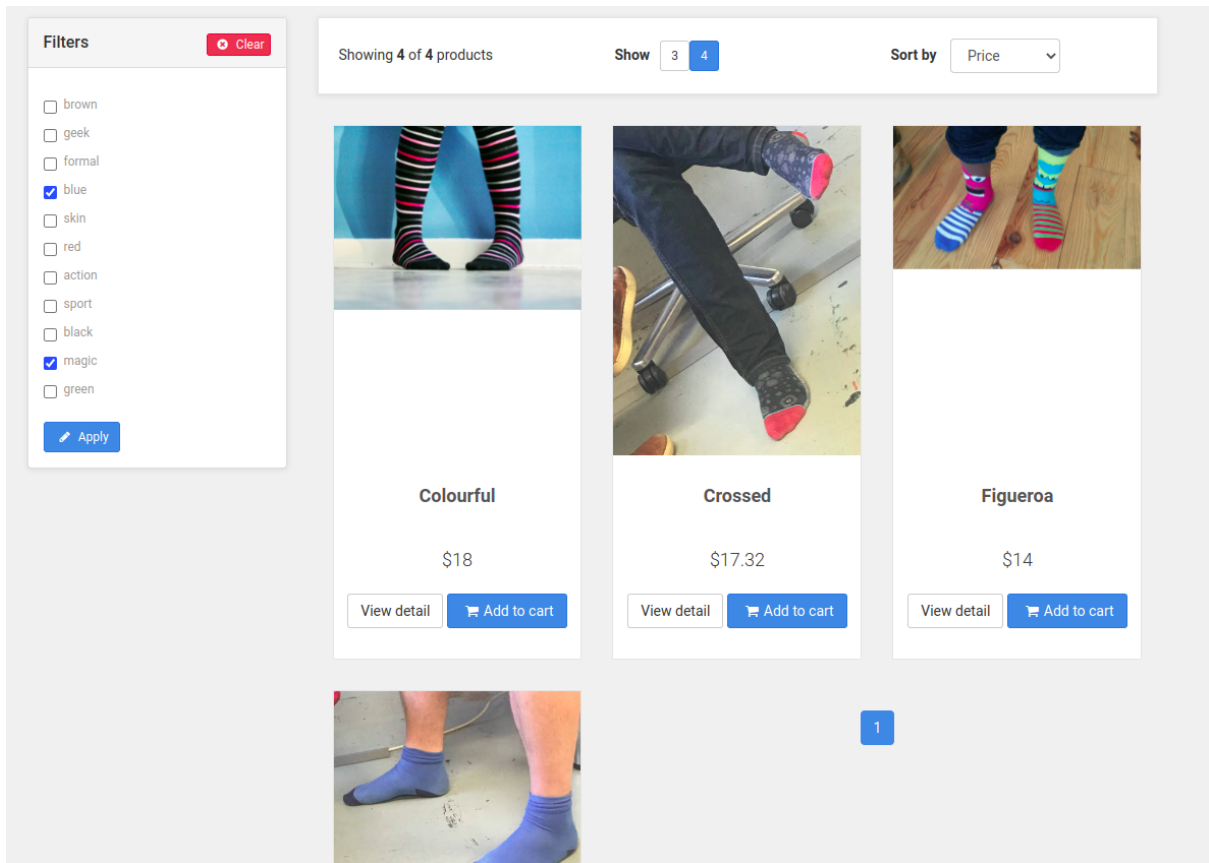 Filters
Clear
brown
geek
formal
blue
skin
red
action
sport
black
magic
green
Apply
Showing 4 of 4 products
Show 3 4
Sort by Price
Colourful
$18
View detail Add to cart
Crossed
$17.32
View detail Add to cart
Figueroa
$14
View detail Add to cart
1